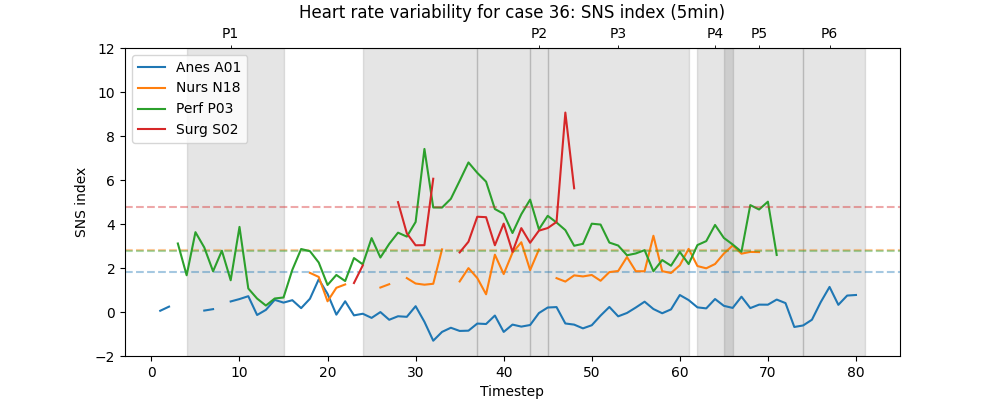 Heart rate variability for case 36: SNS index (5min)
P1 P2 P3 P4 P5 P6
12
10
8
6
4
2
0
−2
SNS index
Anes A01
Nurs N18
Perf P03
Surg S02
0 10 20 30 40 50 60 70 80
Timestep